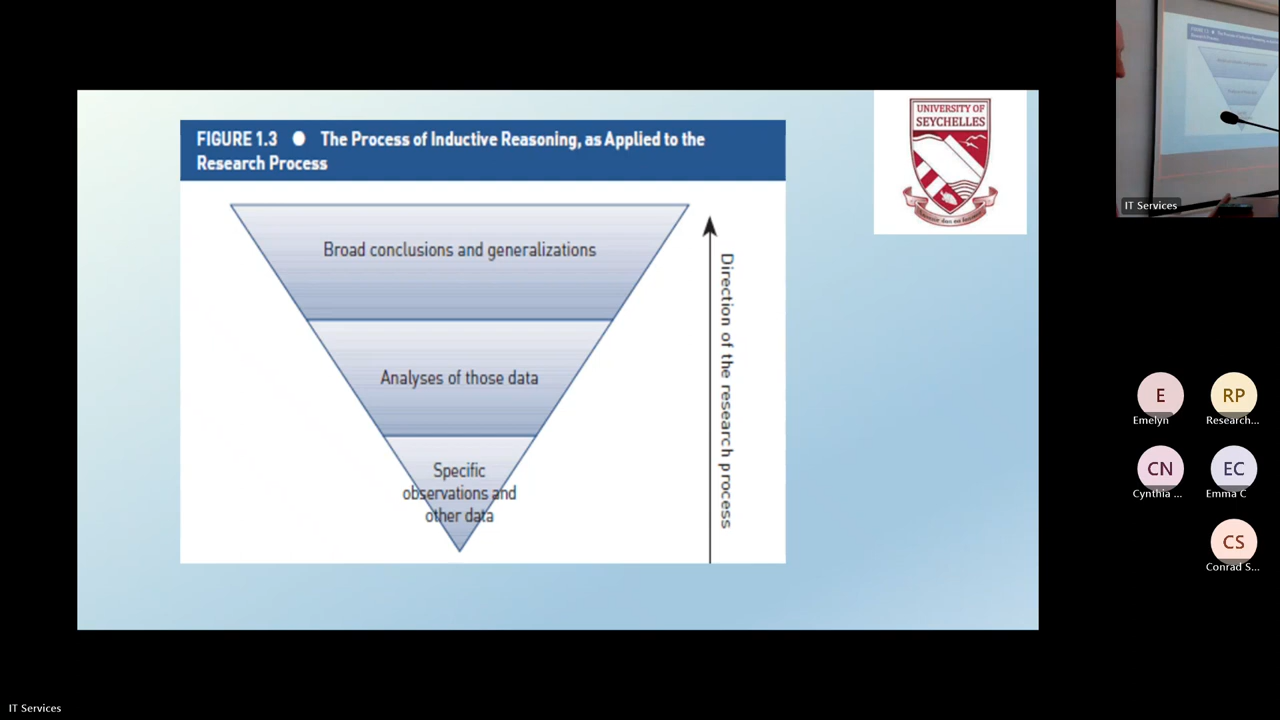 FIGURE 1.3 ● The Process of Inductive Reasoning, as Applied to the
Research Process
Broad conclusions and generalizations
Analyses of those data
Specific
observations and
other data
Direction of the research process
UNIVERSITY OF
SEYCHELLES
IT Services
E
Emelyn
RP
Research...
CN
Cynthia ...
EC
Emma C
CS
Conrad S...
IT Services